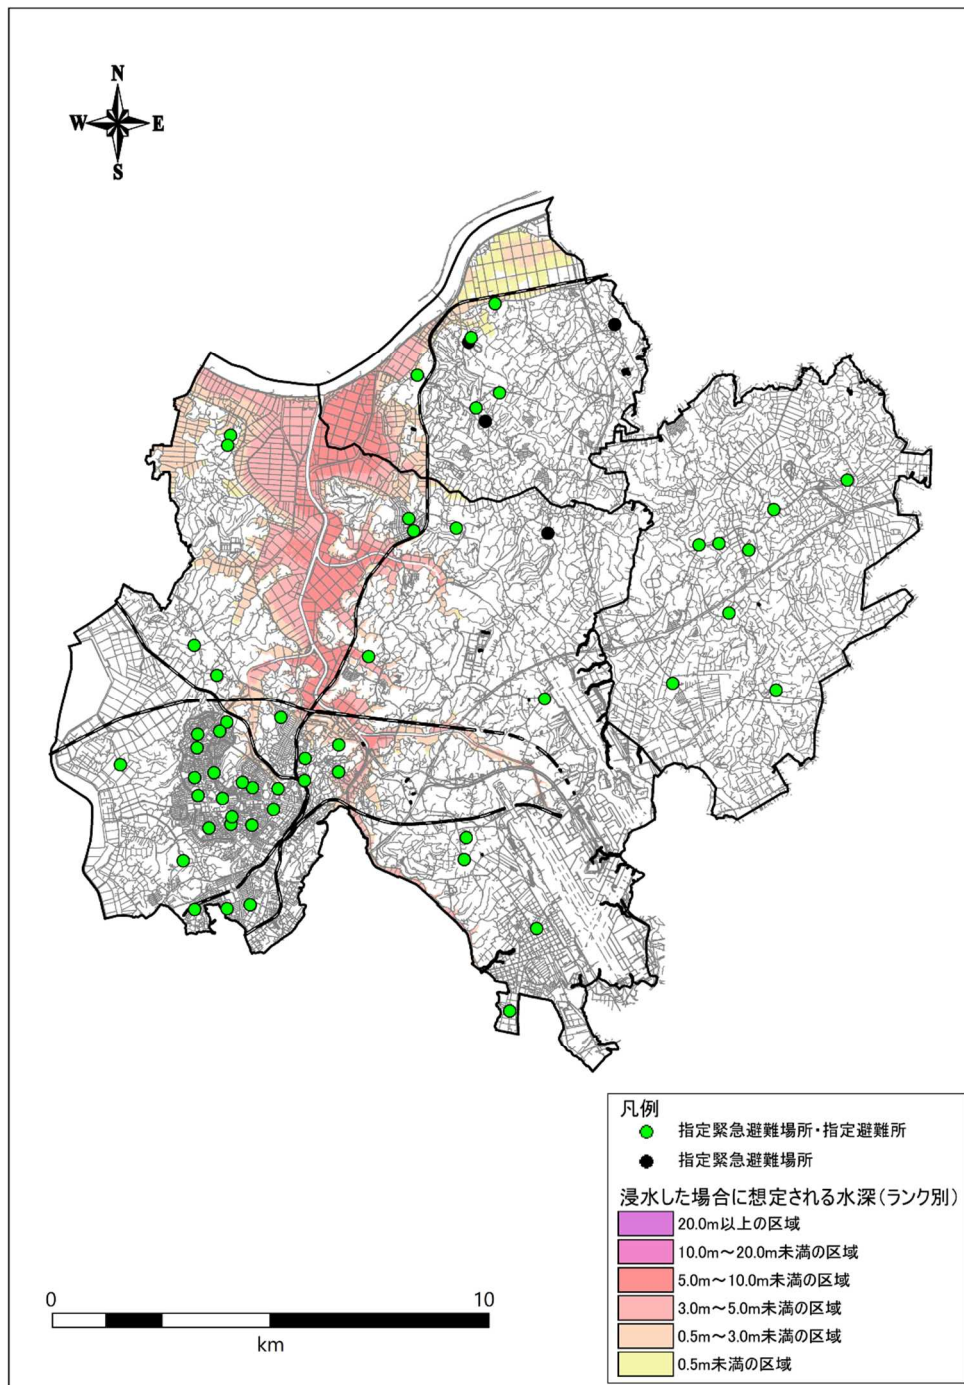 N
W E
S
凡例
指定緊急避難場所・指定避難所
指定緊急避難場所
浸水した場合に想定される水深(ランク別)
20.0m以上の区域
10.0m～20.0m未満の区域
5.0m～10.0m未満の区域
3.0m～5.0m未満の区域
0.5m～3.0m未満の区域
0.5m未満の区域
0 10
km